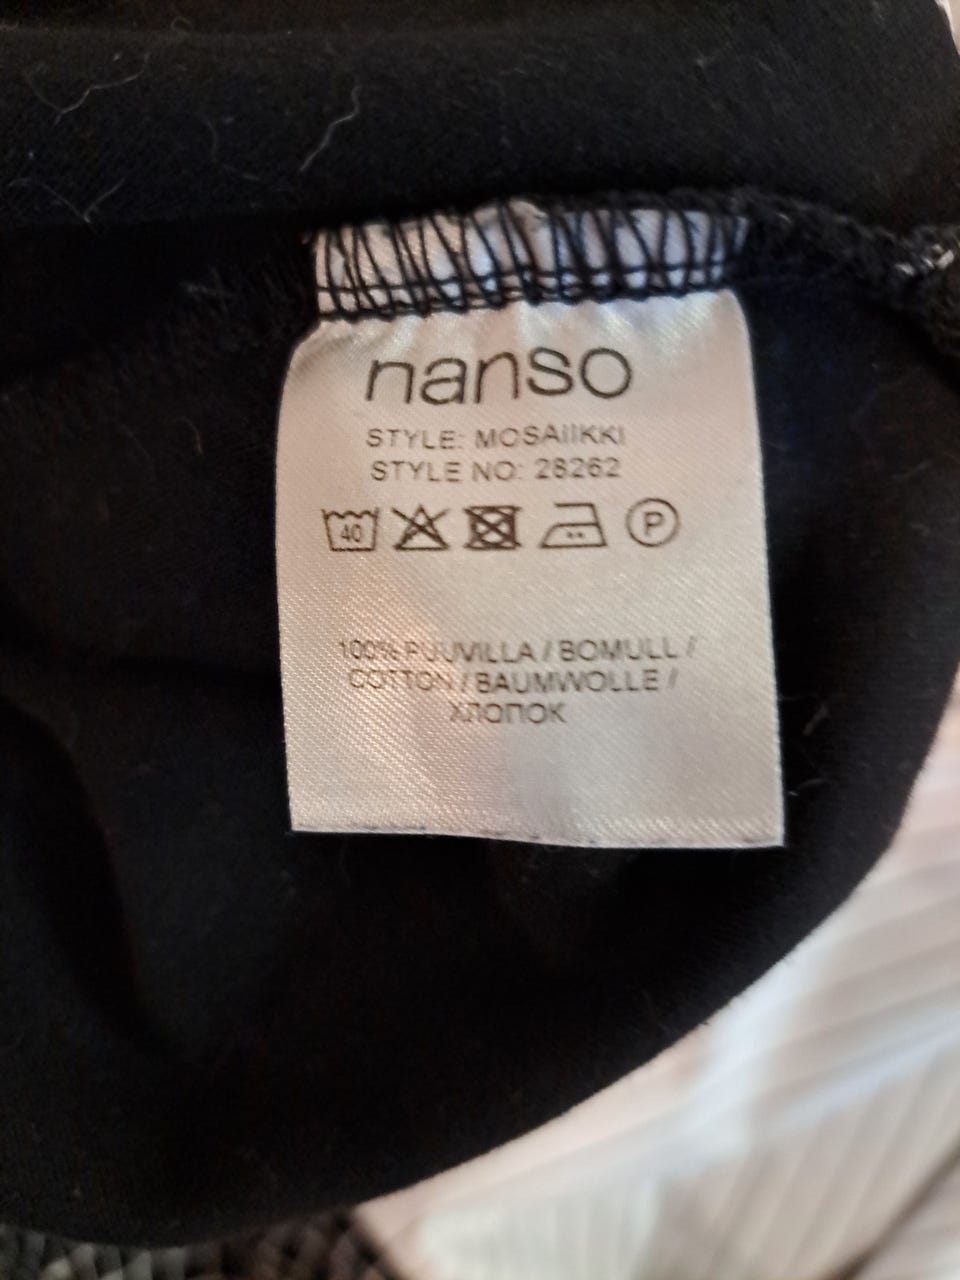 nanso
STYLE: MOSAIIKKI
STYLE NO: 28262
40 P
100% PUUVILLA / BOMULL /
COTTON / BAUMWOLLE /
ХЛОПОК